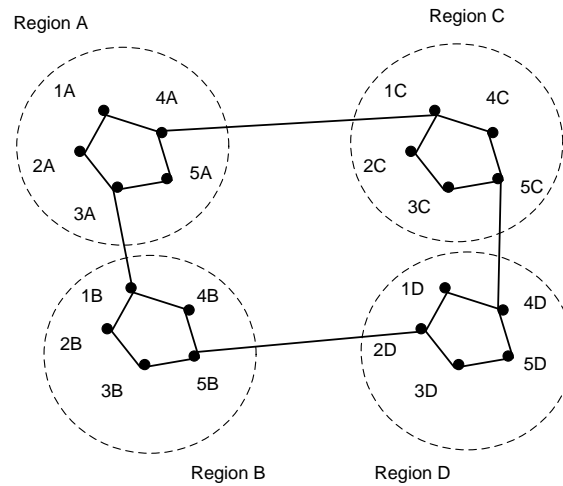 Region A
Region C
1A
4A
2A
5A
3A
1C
4C
2C
5C
3C
1B
4B
2B
5B
3B
1D
4D
2D
5D
3D
Region B
Region D